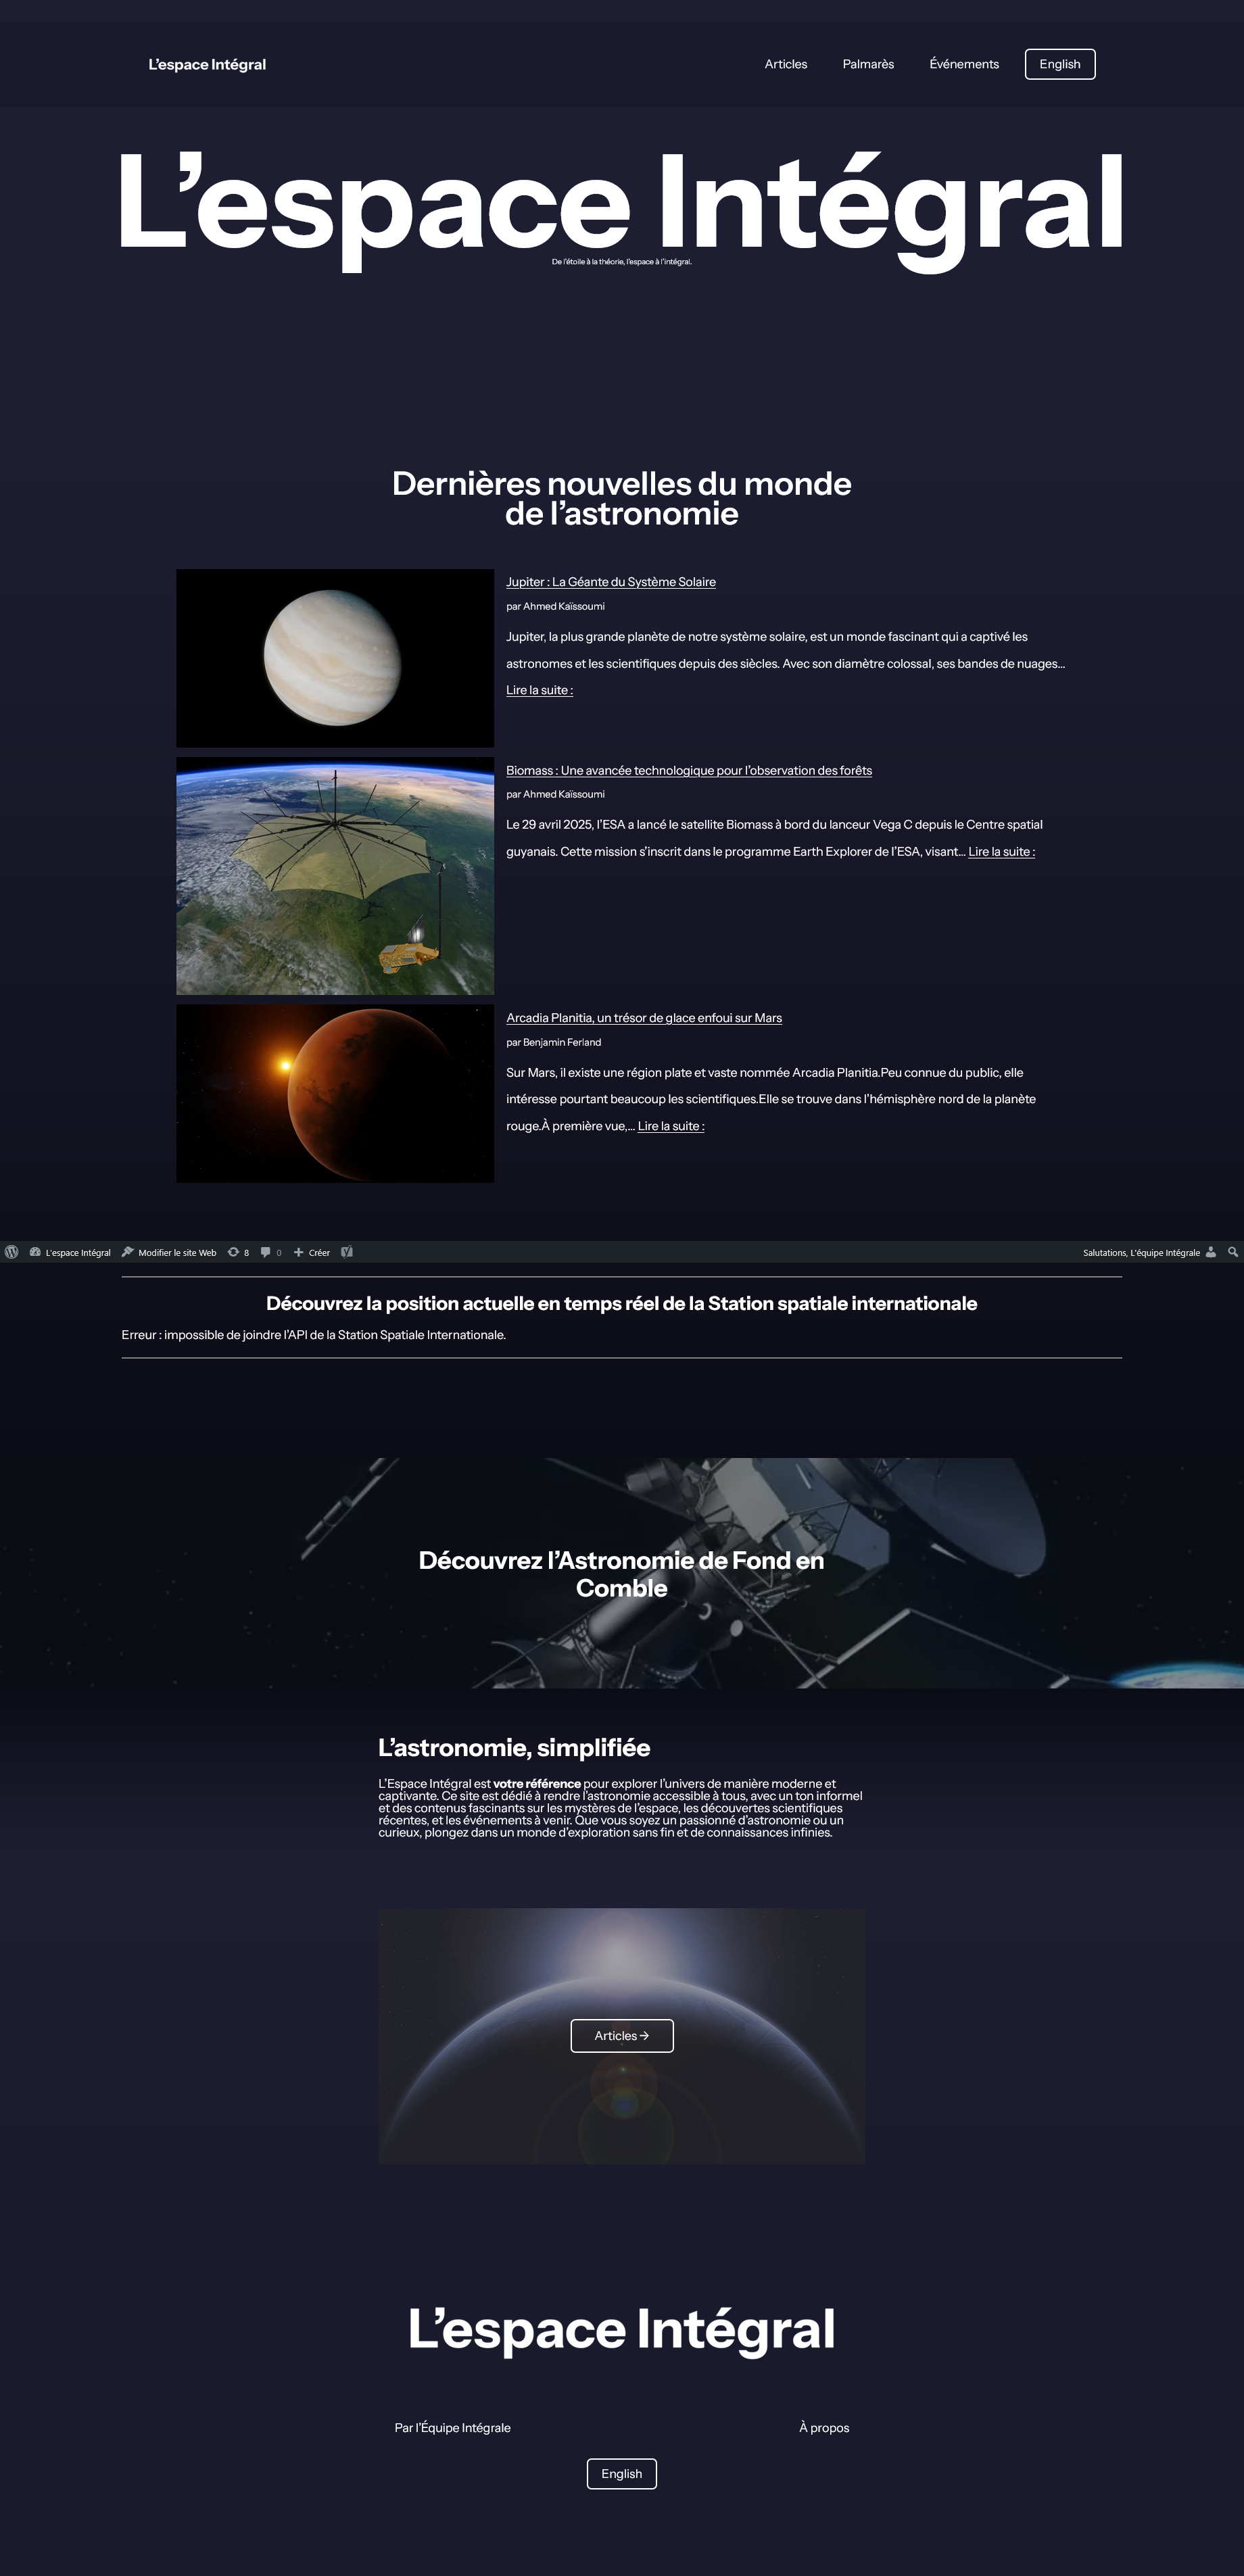 L’espace Intégral
Articles
Palmarès
Événements
English
L’espace Intégral
De l’étoile à la théorie, l’espace à l’intégral.
Dernières nouvelles du monde
de l’astronomie
Jupiter : La Géante du Système Solaire
par Ahmed Kaïssoumi
Jupiter, la plus grande planète de notre système solaire, est un monde fascinant qui a captivé les
astronomes et les scientifiques depuis des siècles. Avec son diamètre colossal, ses bandes de nuages…
Lire la suite :
Biomass : Une avancée technologique pour l’observation des forêts
par Ahmed Kaïssoumi
Le 29 avril 2025, l’ESA a lancé le satellite Biomass à bord du lanceur Vega C depuis le Centre spatial
guyanais. Cette mission s’inscrit dans le programme Earth Explorer de l’ESA, visant… Lire la suite :
Arcadia Planitia, un trésor de glace enfoui sur Mars
par Benjamin Ferland
Sur Mars, il existe une région plate et vaste nommée Arcadia Planitia.Peu connue du public, elle
intéresse pourtant beaucoup les scientifiques.Elle se trouve dans l’hémisphère nord de la planète
rouge.À première vue,… Lire la suite :
L’espace Intégral
Modifier le site Web
8
0
Créer
Salutations, L’équipe Intégrale
Découvrez la position actuelle en temps réel de la Station spatiale internationale
Erreur : impossible de joindre l’API de la Station Spatiale Internationale.
Découvrez l’Astronomie de Fond en
Comble
L’astronomie, simplifiée
L’Espace Intégral est votre référence pour explorer l’univers de manière moderne et
captivante. Ce site est dédié à rendre l’astronomie accessible à tous, avec un ton informel
et des contenus fascinants sur les mystères de l’espace, les découvertes scientifiques
récentes, et les événements à venir. Que vous soyez un passionné d’astronomie ou un
curieux, plongez dans un monde d’exploration sans fin et de connaissances infinies.
Articles →
L’espace Intégral
Par l’Équipe Intégrale
À propos
English